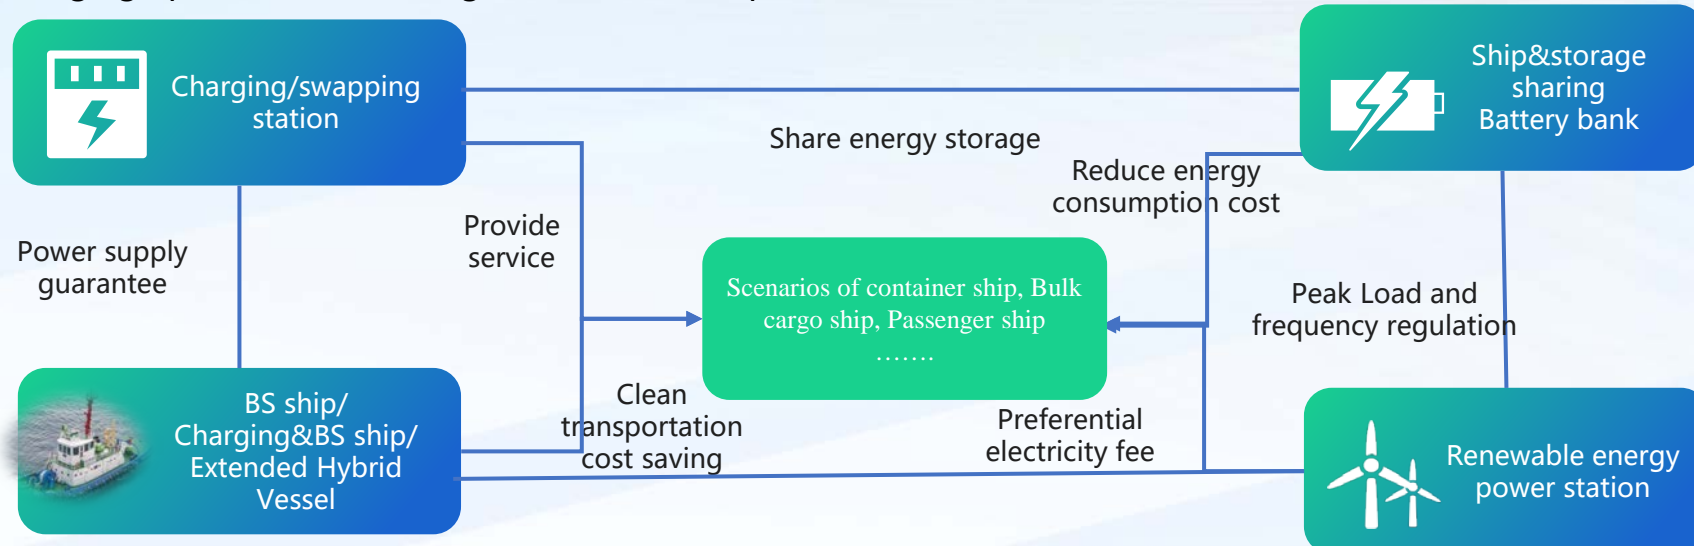 Charging/swapping
station
Ship&storage
sharing
Battery bank
Share energy storage
Reduce energy
consumption cost
Provide
service
Power supply
guarantee
Scenarios of container ship, Bulk
cargo ship, Passenger ship
…….
Peak Load and
frequency regulation
BS ship/
Charging&BS ship/
Extended Hybrid
Vessel
Clean
transportation
cost saving
Preferential
electricity fee
Renewable energy
power station